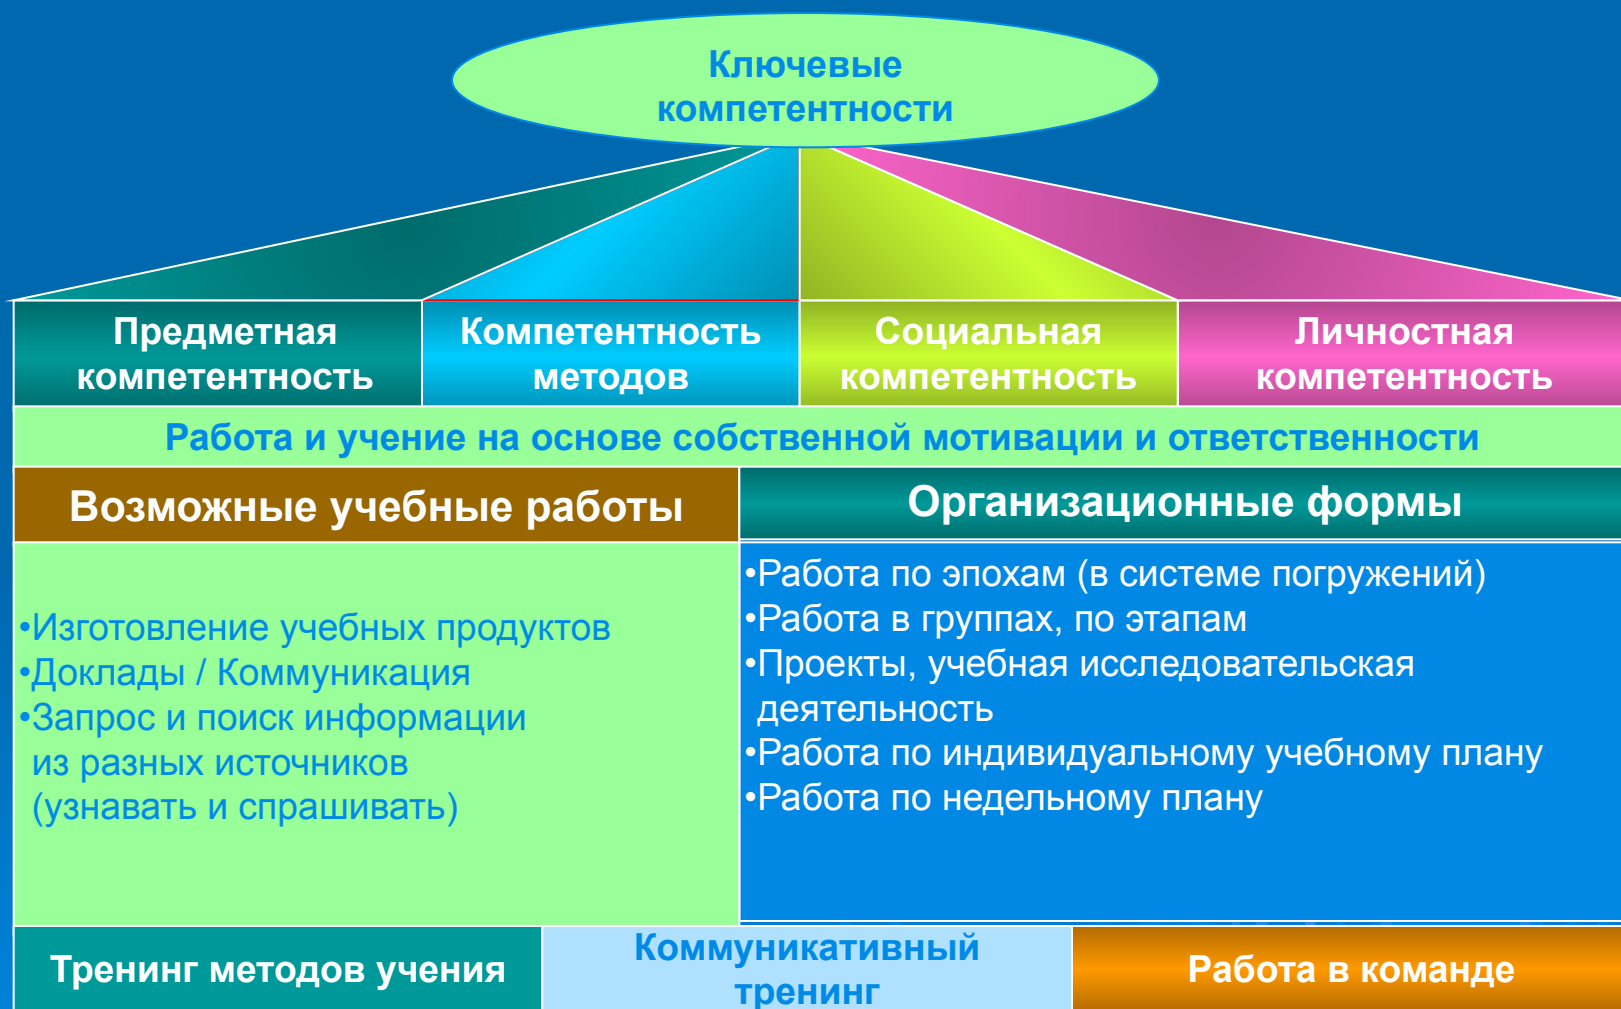 Ключевые
компетентности
Предметная
компетентность
Компетентность
методов
Социальная
компетентность
Личностная
компетентность
Работа и учение на основе собственной мотивации и ответственности
Возможные учебные работы
Организационные формы
•Изготовление учебных продуктов
•Доклады / Коммуникация
•Запрос и поиск информации
из разных источников
(узнавать и спрашивать)
•Работа по эпохам (в системе погружений)
•Работа в группах, по этапам
•Проекты, учебная исследовательская
деятельность
•Работа по индивидуальному учебному плану
•Работа по недельному плану
Тренинг методов учения
Коммуникативный
тренинг
Работа в команде